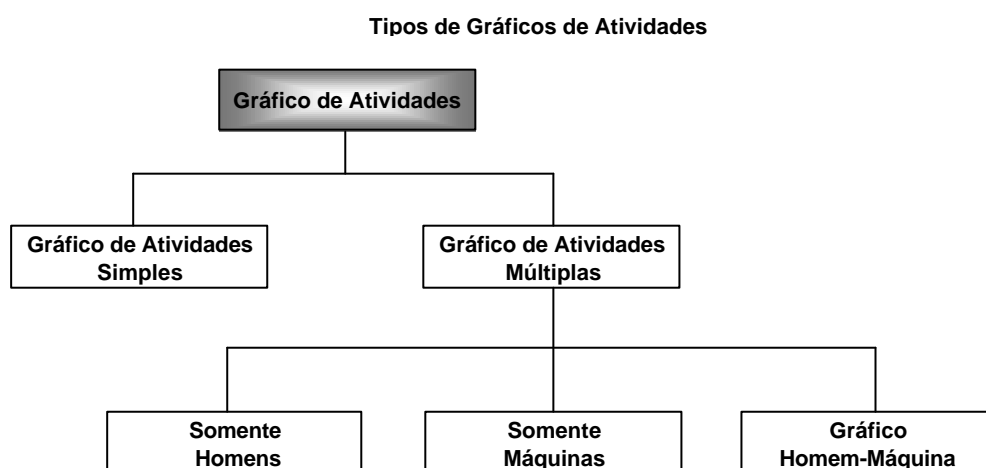 Tipos de Gráficos de Atividades
Gráfico de Atividades
Gráfico de Atividades
Simples
Gráfico de Atividades
Múltiplas
Somente
Homens
Somente
Máquinas
Gráfico
Homem-Máquina